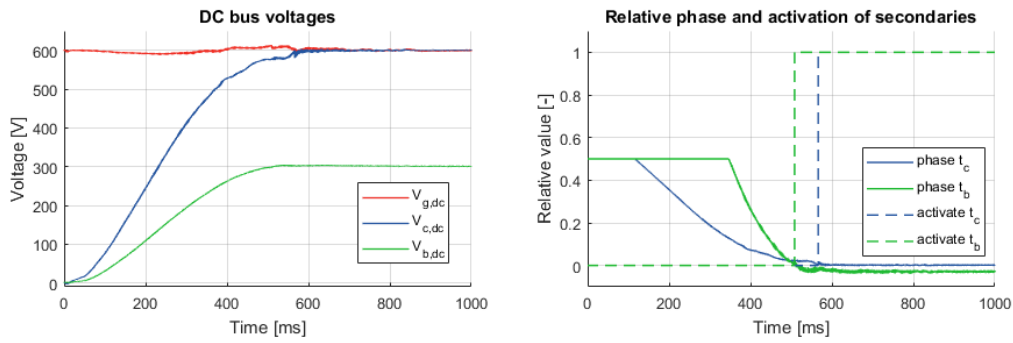 DC bus voltages
600
500
400
300
200
100
0
Voltage [V]
V_g,dc
V_c,dc
V_b,dc
0
200
400
600
800
1000
Time [ms]
Relative phase and activation of secondaries
1
0.8
0.6
0.4
0.2
0
Relative value [-]
phase t_c
phase t_b
activate t_c
activate t_b
0
200
400
600
800
1000
Time [ms]